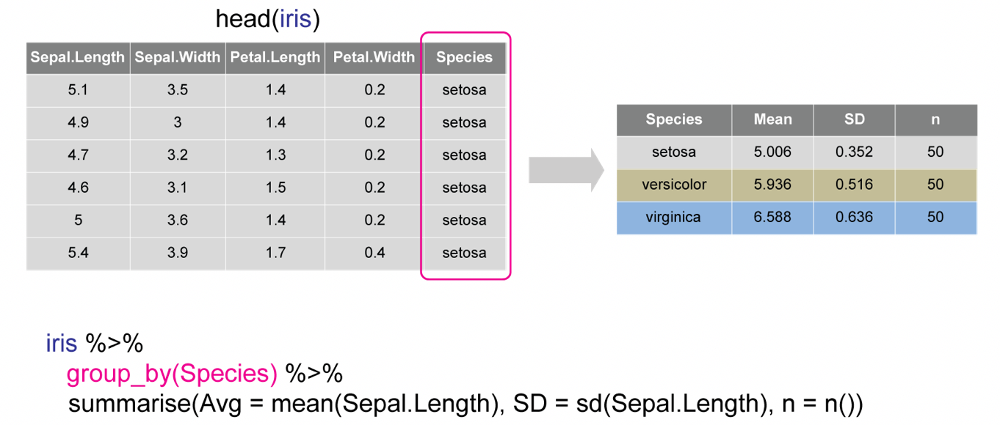 head(iris)
Sepal.Length Sepal.Width Petal.Length Petal.Width Species
5.1 3.5 1.4 0.2 setosa
4.9 3 1.4 0.2 setosa
4.7 3.2 1.3 0.2 setosa
4.6 3.1 1.5 0.2 setosa
5 3.6 1.4 0.2 setosa
5.4 3.9 1.7 0.4 setosa
Species Mean SD n
setosa 5.006 0.352 50
versicolor 5.936 0.516 50
virginica 6.588 0.636 50
iris %>%
group_by(Species) %>%
summarise(Avg = mean(Sepal.Length), SD = sd(Sepal.Length), n = n())